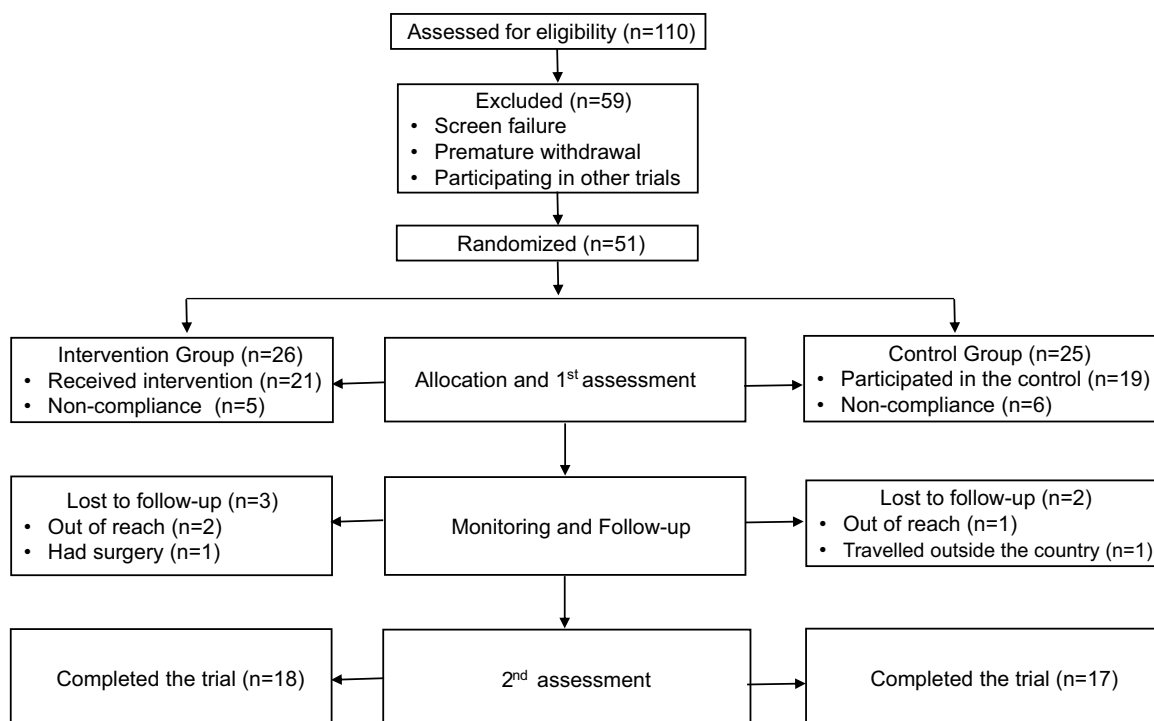 Assessed for eligibility (n=110)
Excluded (n=59)
• Screen failure
• Premature withdrawal
• Participating in other trials
Randomized (n=51)
Intervention Group (n=26)
• Received intervention (n=21)
• Non-compliance (n=5)
Allocation and 1st assessment
Control Group (n=25)
• Participated in the control (n=19)
• Non-compliance (n=6)
Lost to follow-up (n=3)
• Out of reach (n=2)
• Had surgery (n=1)
Monitoring and Follow-up
Lost to follow-up (n=2)
• Out of reach (n=1)
• Travelled outside the country (n=1)
Completed the trial (n=18)
2nd assessment
Completed the trial (n=17)